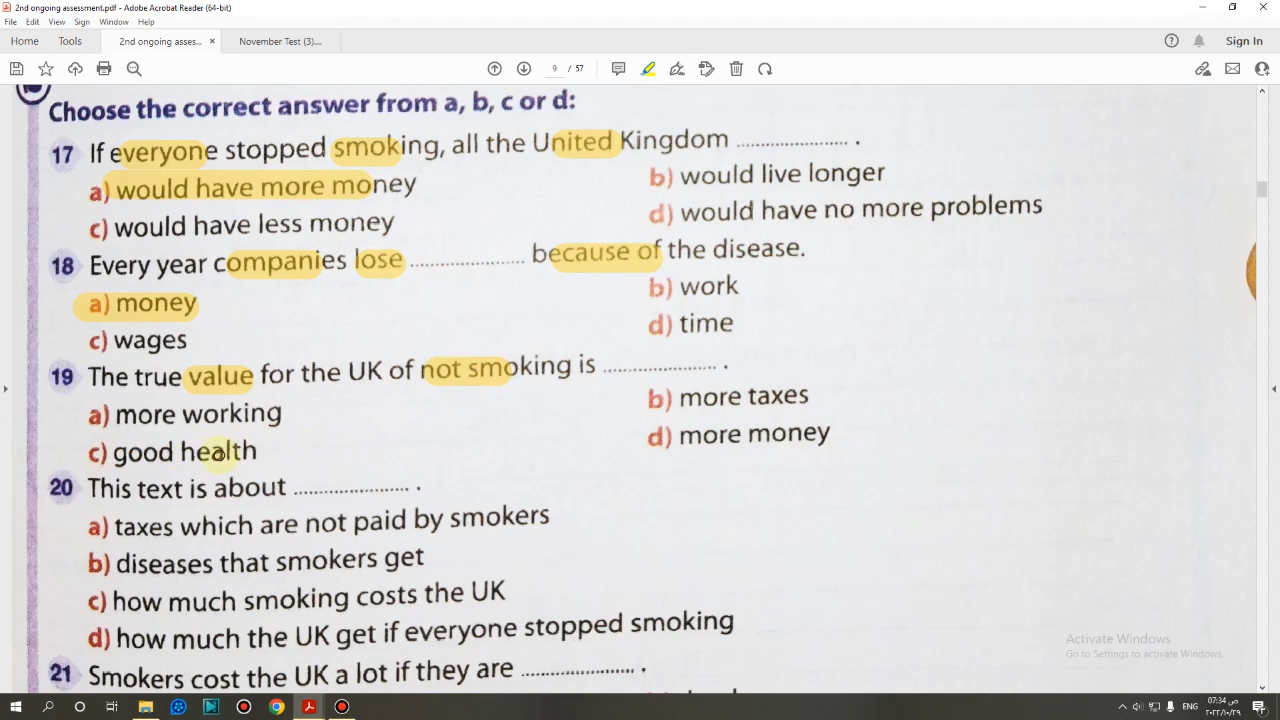 2nd ongoing assessment.pdf - Adobe Acrobat Reader (64-bit)
File Edit View Sign Window Help
Home Tools 2nd ongoing asses... × November Test (3)....
Sign In
9 / 57
Choose the correct answer from a, b, c or d:
17 If everyone stopped smoking, all the United Kingdom .................... .
a) would have more money b) would live longer
c) would have less money d) would have no more problems
18 Every year companies lose .................... because of the disease.
a) money b) work
c) wages d) time
19 The true value for the UK of not smoking is .................... .
a) more working b) more taxes
c) good health d) more money
20 This text is about .................... .
a) taxes which are not paid by smokers
b) diseases that smokers get
c) how much smoking costs the UK
d) how much the UK get if everyone stopped smoking
21 Smokers cost the UK a lot if they are .................... .
Activate Windows
Go to Settings to activate Windows.
ENG
07:34 ص
٢٠٢٢/١٠/٢٩